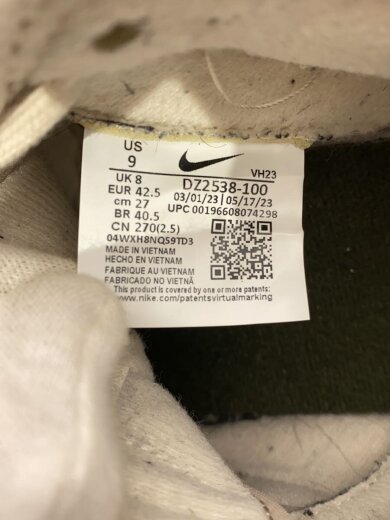 US
9
VH23
UK 8
DZ2538-100
EUR 42.5
03/01/23 | 05/17/23
cm 27
UPC 00196608074298
BR 40.5
CN 270(2.5)
04WXH8NQ59TD3
MADE IN VIETNAM
HECHO EN VIETNAM
FABRIQUE AU VIETNAM
FABRICADO NO VIETNÃ
This product is covered by one or more patents:
www.nike.com/patentsvirtualmarking